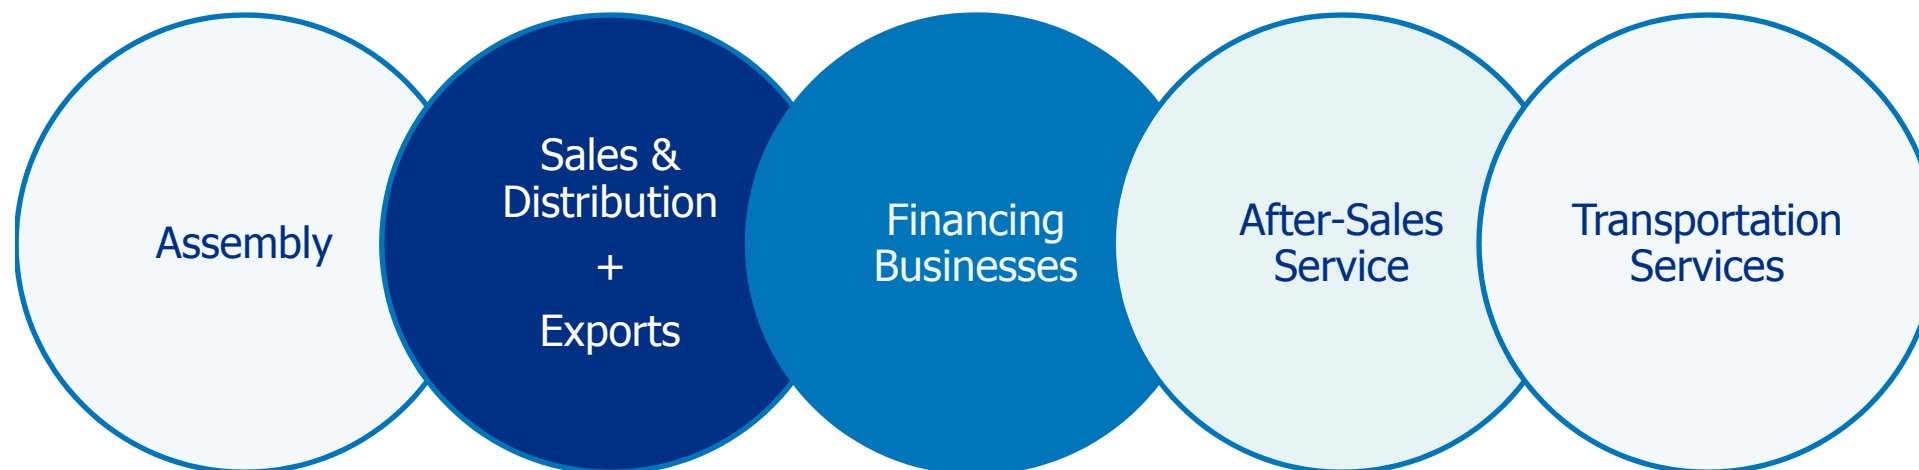 Assembly
Sales &
Distribution
+
Exports
Financing
Businesses
After-Sales
Service
Transportation
Services